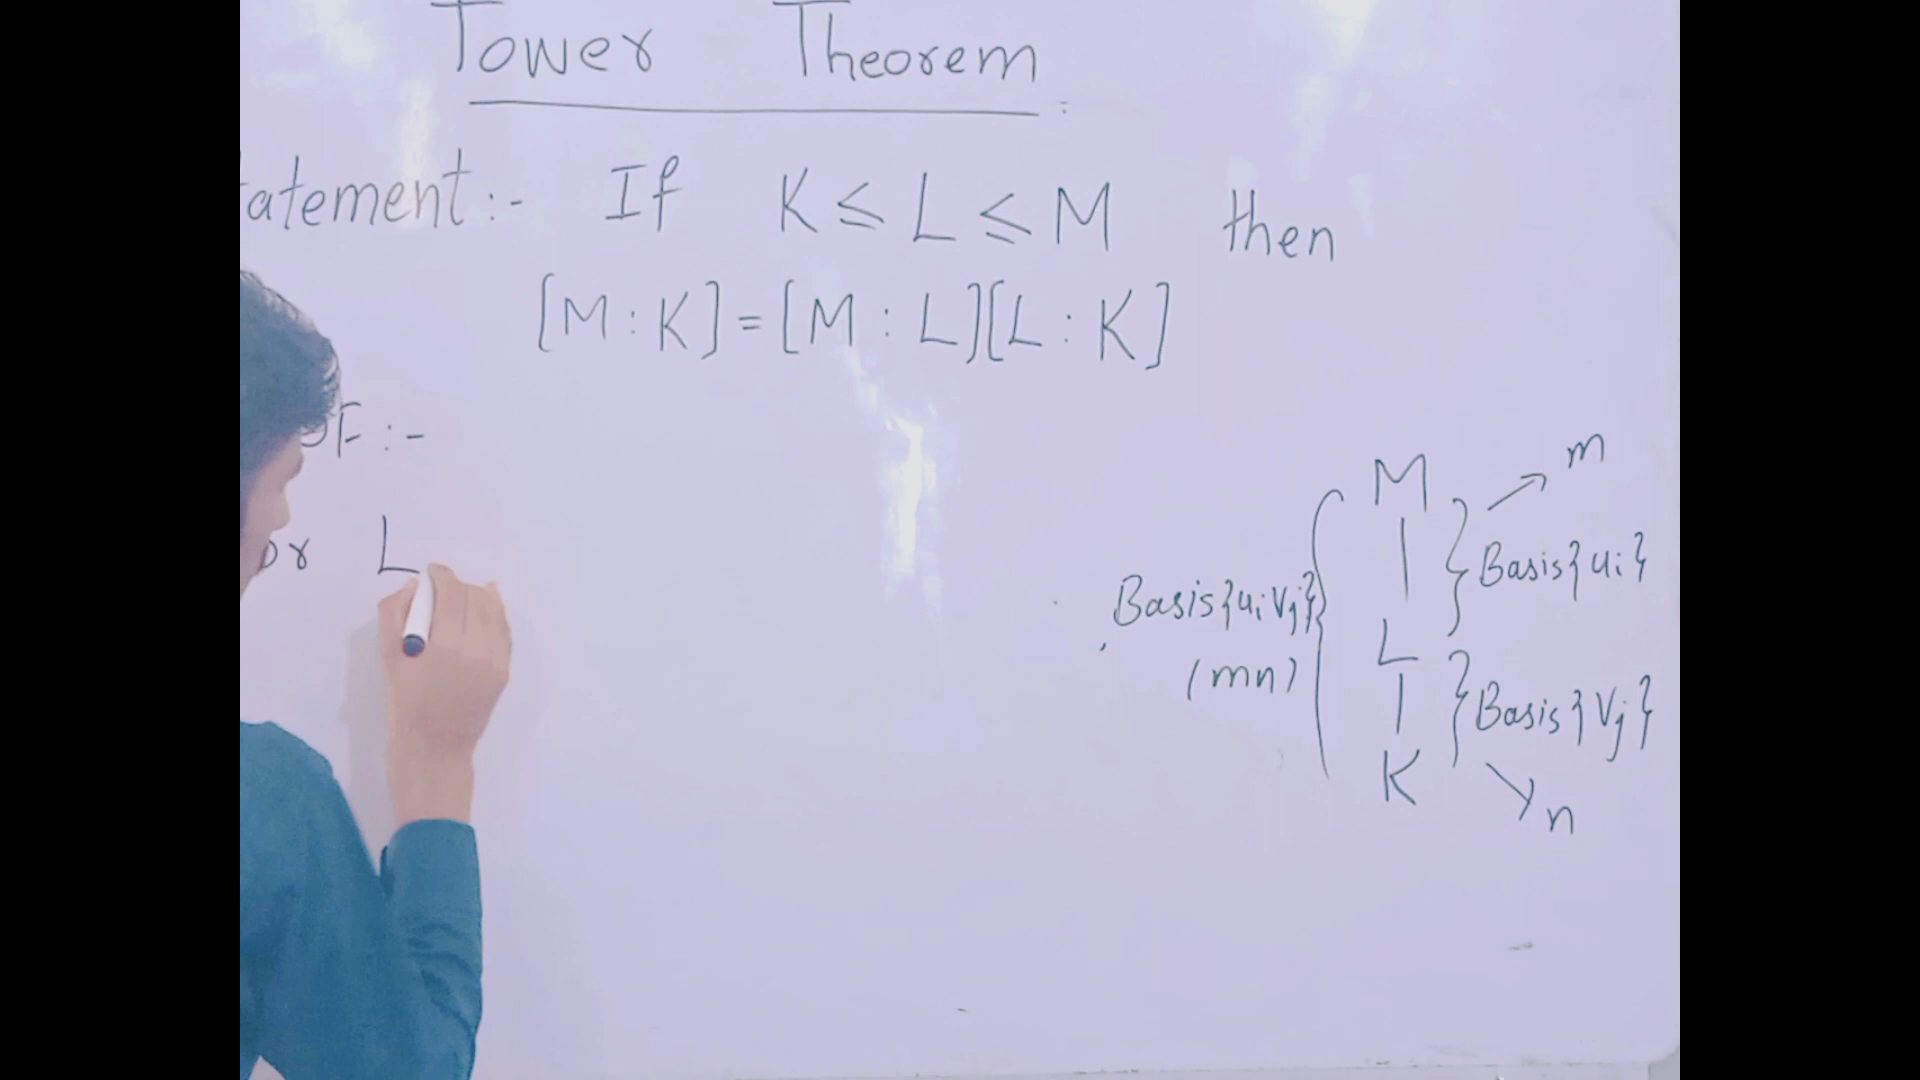 Tower Theorem
tatement:- If K ≤ L ≤ M then
[M : K] = [M : L][L : K]
OF :-
or L
M
m
Basis{ui}
Basis{uiVj}
(mn)
L
Basis{Vj}
K
n